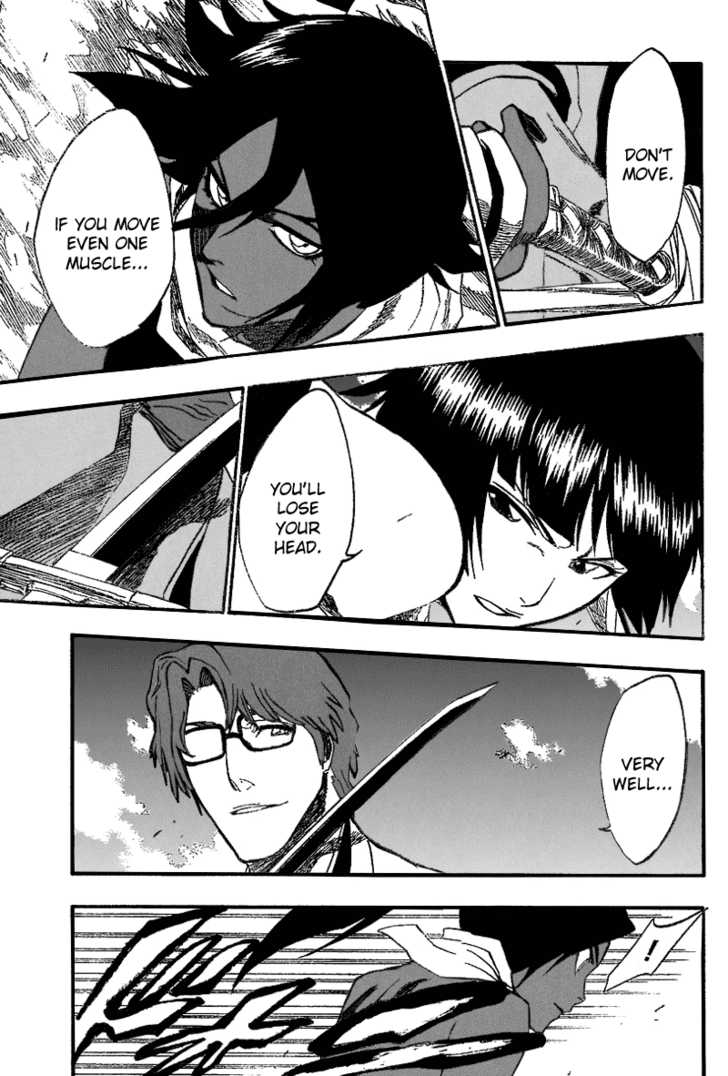 DON'T
MOVE.
IF YOU MOVE
EVEN ONE
MUSCLE...
YOU'LL
LOSE
YOUR
HEAD.
VERY
WELL...
!